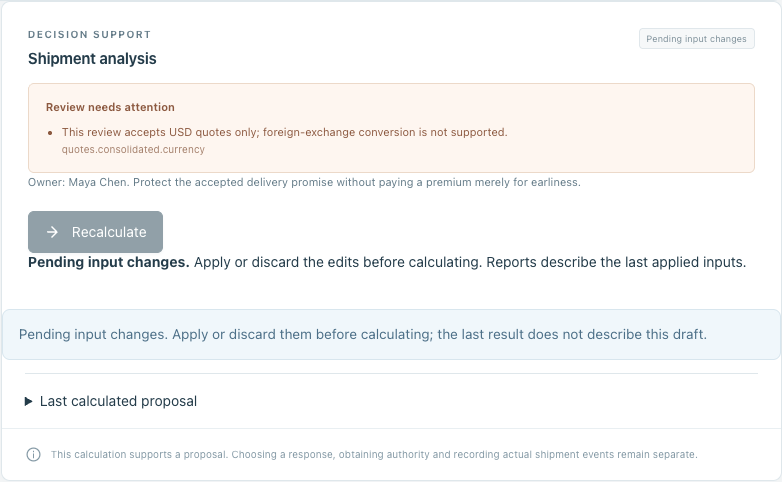 DECISION SUPPORT
Pending input changes
Shipment analysis
Review needs attention
This review accepts USD quotes only; foreign-exchange conversion is not supported.
quotes.consolidated.currency
Owner: Maya Chen. Protect the accepted delivery promise without paying a premium merely for earliness.
Recalculate
Pending input changes. Apply or discard the edits before calculating. Reports describe the last applied inputs.
Pending input changes. Apply or discard them before calculating; the last result does not describe this draft.
Last calculated proposal
This calculation supports a proposal. Choosing a response, obtaining authority and recording actual shipment events remain separate.